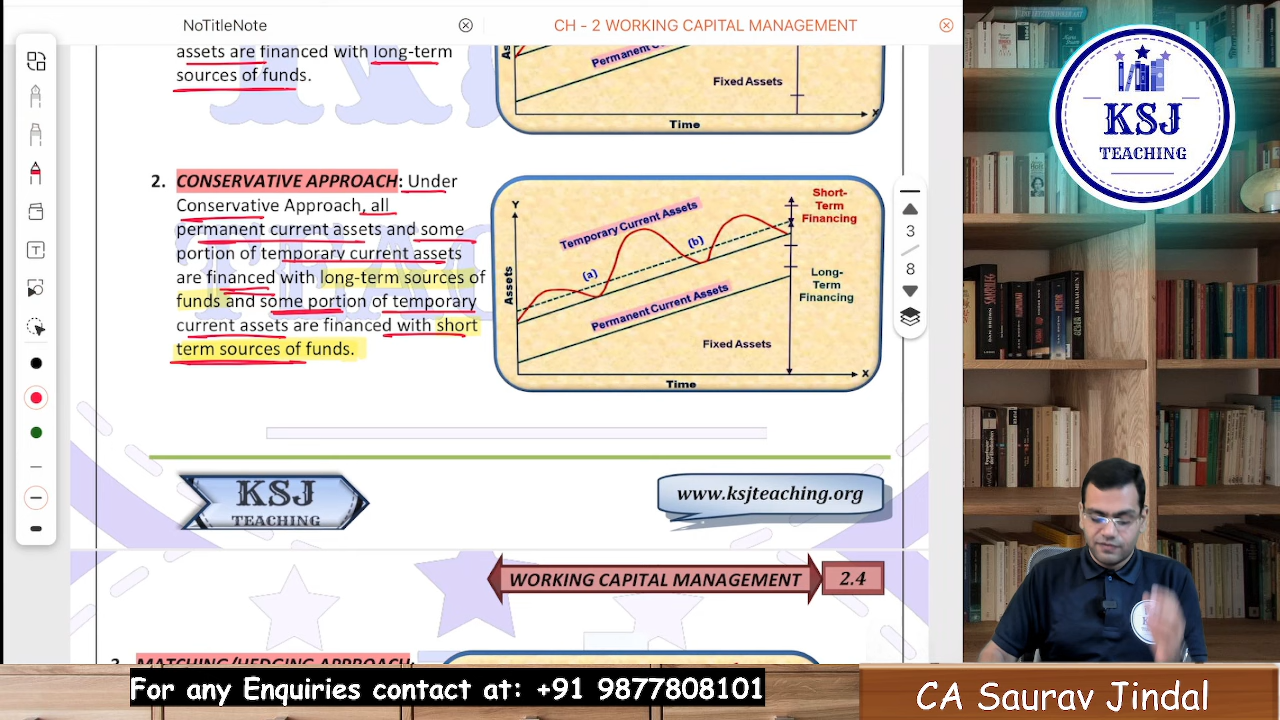 NoTitleNote
CH - 2 WORKING CAPITAL MANAGEMENT
assets are financed with long-term
sources of funds.
Permanent
Fixed Assets
X
Time
2. CONSERVATIVE APPROACH: Under
Conservative Approach, all
permanent current assets and some
portion of temporary current assets
are financed with long-term sources of
funds and some portion of temporary
current assets are financed with short
term sources of funds.
Y
Temporary Current Assets
Short-
Term
Financing
(a)
(b)
Assets
Permanent Current Assets
Long-
Term
Financing
Fixed Assets
X
Time
3
8
T
KSJ
TEACHING
www.ksjteaching.org
WORKING CAPITAL MANAGEMENT
2.4
MATCHING/HEDGING APPROACH:
KSJ
TEACHING
For any Enquiries contact at: +91 9877808101
CA Saurav Jindal